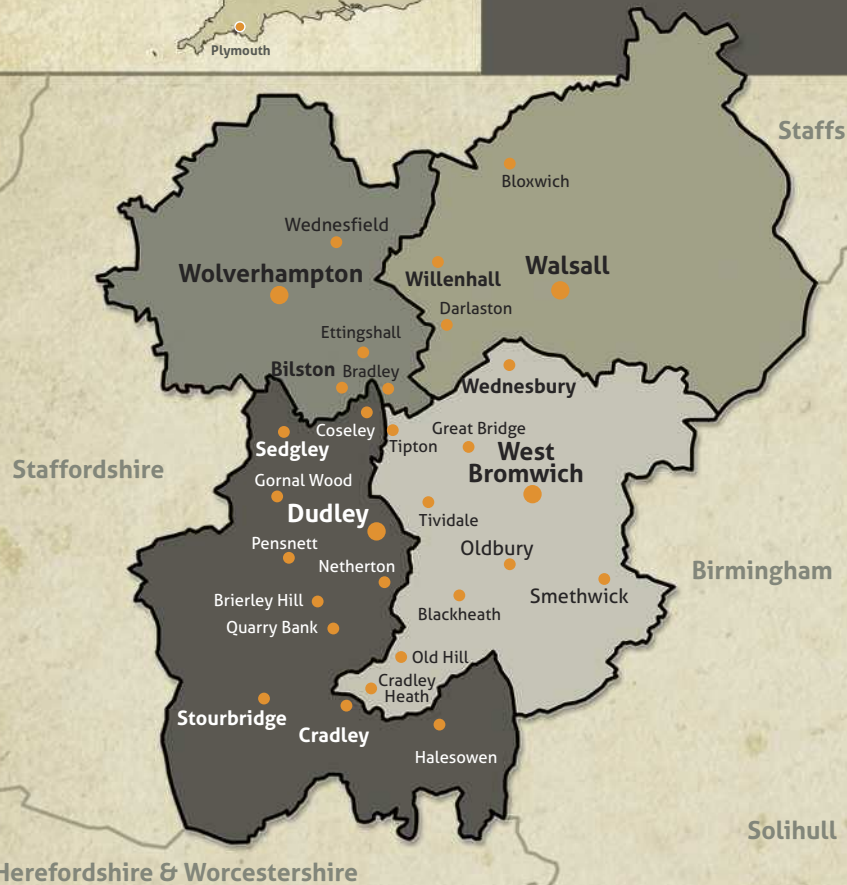 Plymouth
Staffs
Bloxwich
Wednesfield
Wolverhampton
Willenhall
Walsall
Darlaston
Ettingshall
Bilston
Bradley
Wednesbury
Coseley
Tipton
Great Bridge
Sedgley
West
Bromwich
Staffordshire
Gornal Wood
Dudley
Tividale
Pensnett
Oldbury
Netherton
Birmingham
Brierley Hill
Smethwick
Blackheath
Quarry Bank
Old Hill
Cradley
Heath
Stourbridge
Cradley
Halesowen
Solihull
Herefordshire & Worcestershire